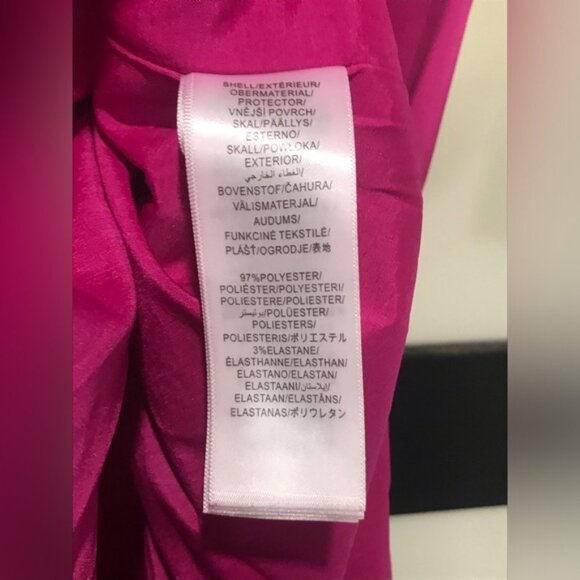 SHELL/EXTÉRIEUR/
OBERMATERIAL/
PROTECTOR/
VNĚJŠÍ POVRCH/
SKAL/PÄÄLLYS/
ESTERNO/
SKALL/POWŁOKA/
EXTERIOR/
الغطاء الخارجي/
BOVENSTOF/ČAHURA/
VÄLISMATERJAL/
AUDUMS/
FUNKCINĖ TEKSTILĖ/
PLÁŠŤ/OGRODJE/表地
97%POLYESTER/
POLIÉSTER/POLYESTERI/
POLIESTERE/POLIESTER/
بوليستر/POLÜESTER/
POLIESTERS/
POLIESTERIS/ポリエステル
3%ELASTANE/
ÉLASTHANNE/ELASTHAN/
ELASTANO/ELASTAN/
ELASTAANI/إيلاستان/
ELASTAAN/ELASTĀNS/
ELASTANAS/ポリウレタン